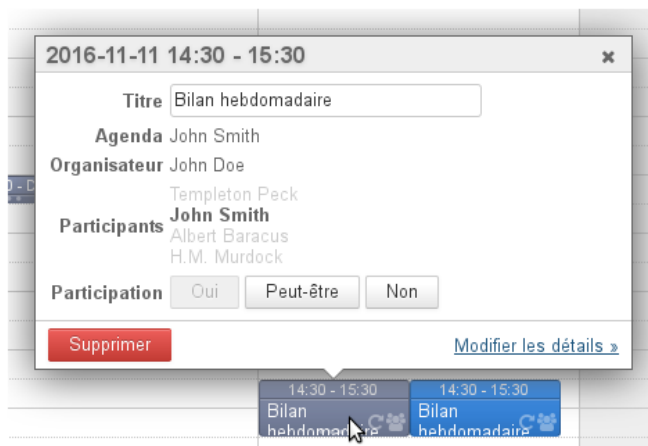 2016-11-11 14:30 - 15:30
Titre Bilan hebdomadaire
Agenda John Smith
Organisateur John Doe
Participants
Templeton Peck
John Smith
Albert Baracus
H.M. Murdock
Participation Oui Peut-être Non
Supprimer Modifier les détails »
14:30 - 15:30 14:30 - 15:30
Bilan Bilan
hebdomadaire hebdomadaire